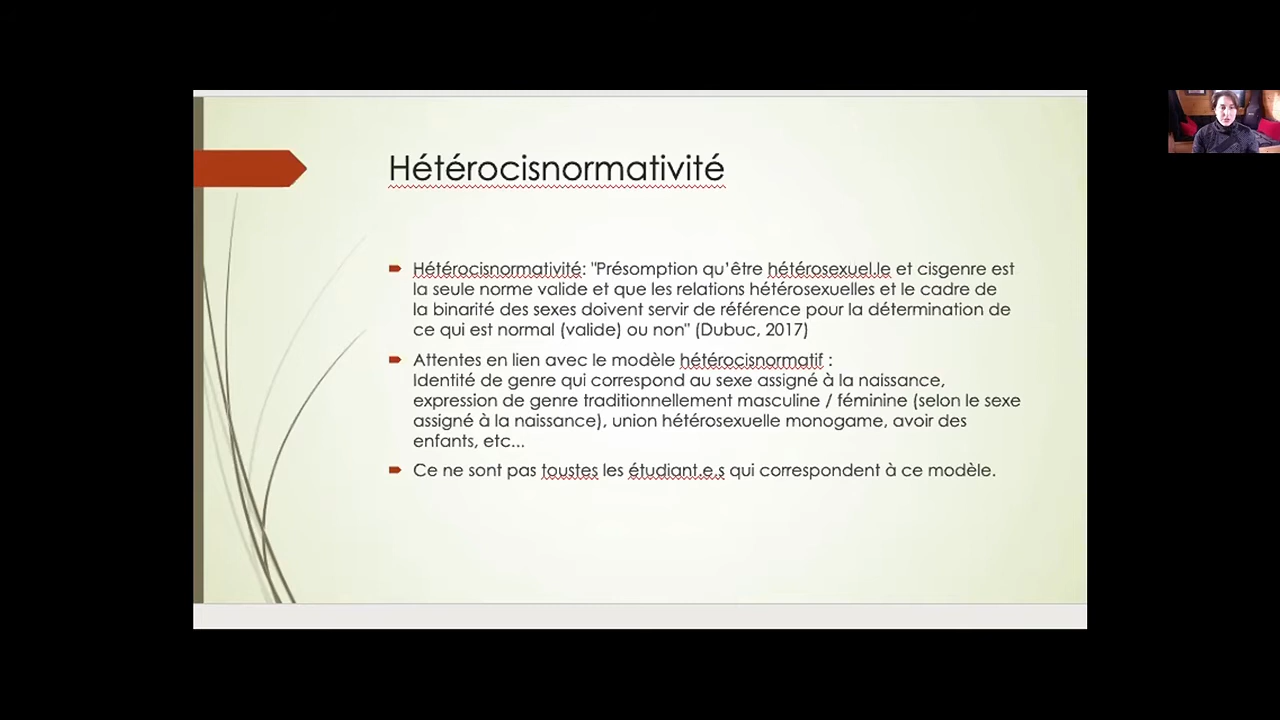 Hétérocisnormativité
Hétérocisnormativité: "Présomption qu'être hétérosexuel.le et cisgenre est
la seule norme valide et que les relations hétérosexuelles et le cadre de
la binarité des sexes doivent servir de référence pour la détermination de
ce qui est normal (valide) ou non" (Dubuc, 2017)
Attentes en lien avec le modèle hétérocisnormatif :
Identité de genre qui correspond au sexe assigné à la naissance,
expression de genre traditionnellement masculine / féminine (selon le sexe
assigné à la naissance), union hétérosexuelle monogame, avoir des
enfants, etc...
Ce ne sont pas toustes les étudiant.e.s qui correspondent à ce modèle.